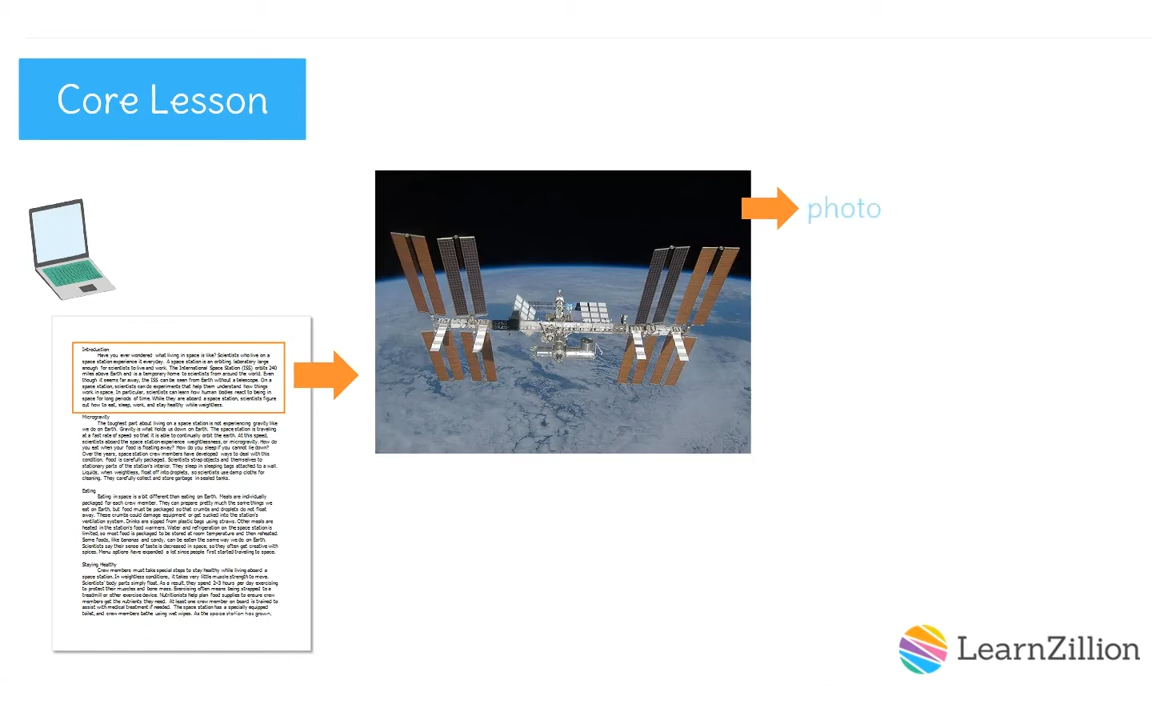 Core Lesson
photo
Introduction
Have you ever wondered what living in space is like? Scientists who live on a
space station experience it everyday. A space station is an orbiting laboratory large
enough for scientists to live and work. The International Space Station (ISS) orbits 240
miles above Earth and is a temporary home to scientists from around the world. Even
though it seems far away, the ISS can be seen from Earth without a telescope. On a
space station, scientists can do experiments that help them understand how things
work in space. In particular, scientists can learn how human bodies react to being in
space for long periods of time. While they are aboard a space station, scientists figure
out how to eat, sleep, work, and stay healthy while weightless.
Microgravity
The toughest part about living on a space station is not experiencing gravity like
we do on Earth. Gravity is what holds us down on Earth. The space station is traveling
at a fast rate of speed so that it is able to continually orbit the earth. At this speed,
scientists aboard the space station experience weightlessness, or microgravity. How do
you eat when your food is floating away? How do you sleep if you cannot lie down?
Over the years, space station crew members have developed ways to deal with this
condition. Food is carefully packaged. Scientists strap objects and themselves to
stationary parts of the station's interior. They sleep in sleeping bags attached to a wall.
Liquids, when weightless, float off into droplets, so scientists use damp cloths for
cleaning. They carefully collect and store garbage in sealed tanks.
Eating
Eating in space is a bit different than eating on Earth. Meals are individually
packaged for each crew member. They can prepare pretty much the same things we
eat on Earth, but food must be packaged so that crumbs and droplets do not float
away. These crumbs could damage equipment or get sucked into the station's
ventilation system. Drinks are sipped from plastic bags using straws. Other meals are
heated in the station's food warmers. Water and refrigeration on the space station is
limited, so most food is packaged to be stored at room temperature and then reheated.
Some foods, like bananas and candy, can be eaten the same way we do on Earth.
Scientists say their sense of taste is decreased in space, so they often get creative with
spices. Menu options have expanded a lot since people first started traveling to space.
Staying Healthy
Crew members must take special steps to stay healthy while living aboard a
space station. In weightless conditions, it takes very little muscle strength to move.
Scientists' body parts simply float. As a result, they spend 2-3 hours per day exercising
to protect their muscles and bone mass. Exercising often means being strapped to a
treadmill or other exercise device. Nutritionists help plan food supplies to ensure crew
members get the nutrients they need. At least one crew member on board is trained to
assist with medical treatment if needed. The space station has a specially equipped
toilet, and crew members bathe using wet wipes. As the space station has grown,
LearnZillion